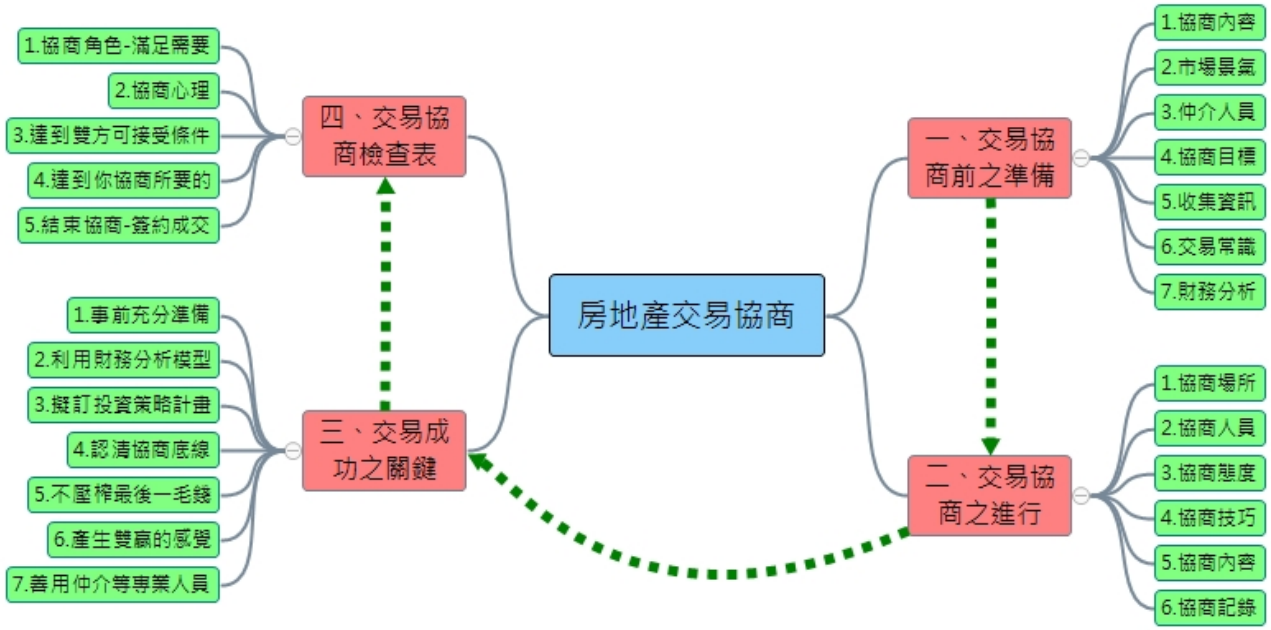 房地產交易協商
一、交易協
商前之準備
1.協商內容
2.市場景氣
3.仲介人員
4.協商目標
5.收集資訊
6.交易常識
7.財務分析
二、交易協
商之進行
1.協商場所
2.協商人員
3.協商態度
4.協商技巧
5.協商內容
6.協商記錄
三、交易成
功之關鍵
1.事前充分準備
2.利用財務分析模型
3.擬訂投資策略計畫
4.認清協商底線
5.不壓榨最後一毛錢
6.產生雙贏的感覺
7.善用仲介等專業人員
四、交易協
商檢查表
1.協商角色-滿足需要
2.協商心理
3.達到雙方可接受條件
4.達到你協商所要的
5.結束協商-簽約成交